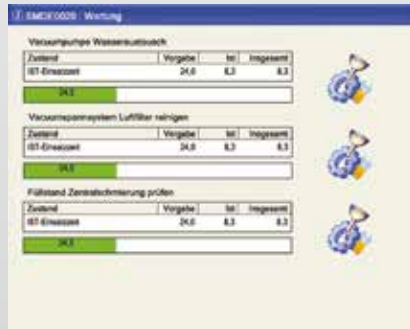 SMDE0020 : Wartung
Vacuumpumpe Wasseraustausch
Zustand Vorgabe Ist Insgesamt
IST-Einsatzzeit 24,0 8,3 8.3
24,0
Vacuumspannsystem Luftfilter reinigen
Zustand Vorgabe Ist Insgesamt
IST-Einsatzzeit 24,0 8,3 8.3
24,0
Füllstand Zentralschmierung prüfen
Zustand Vorgabe Ist Insgesamt
IST-Einsatzzeit 24,0 8,3 8.3
24,0